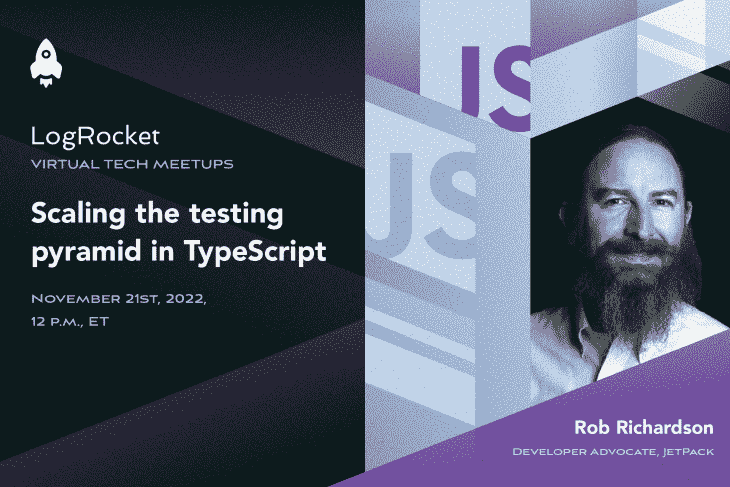 LogRocket
VIRTUAL TECH MEETUPS
Scaling the testing
pyramid in TypeScript
NOVEMBER 21ST, 2022,
12 P.M., ET
JS
JS
Rob Richardson
DEVELOPER ADVOCATE, JETPACK